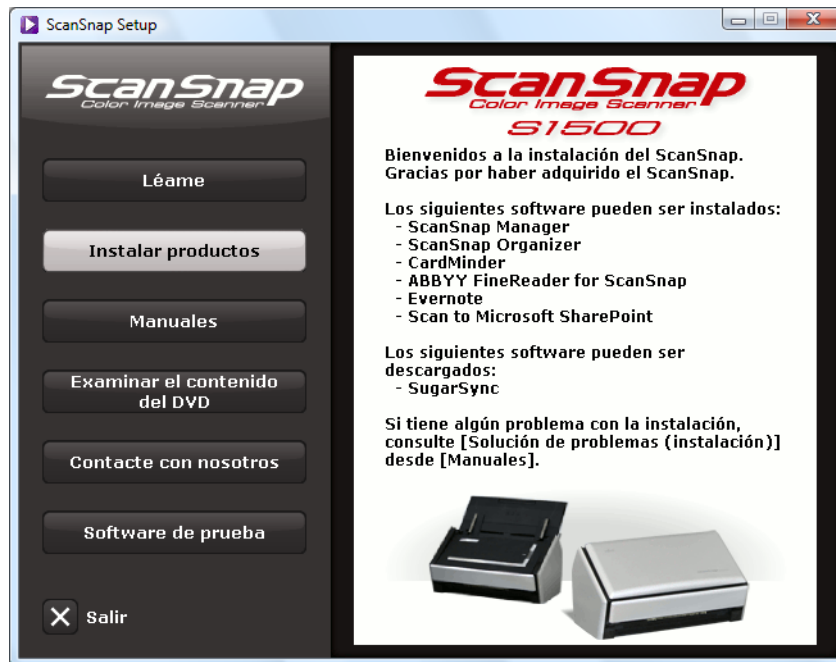 ScanSnap Setup
ScanSnap
Color Image Scanner
Léame
Instalar productos
Manuales
Examinar el contenido
del DVD
Contacte con nosotros
Software de prueba
Salir
ScanSnap
Color Image Scanner
S1500
Bienvenidos a la instalación del ScanSnap.
Gracias por haber adquirido el ScanSnap.
Los siguientes software pueden ser instalados:
- ScanSnap Manager
- ScanSnap Organizer
- CardMinder
- ABBYY FineReader for ScanSnap
- Evernote
- Scan to Microsoft SharePoint
Los siguientes software pueden ser
descargados:
- SugarSync
Si tiene algún problema con la instalación,
consulte [Solución de problemas (instalación)]
desde [Manuales].